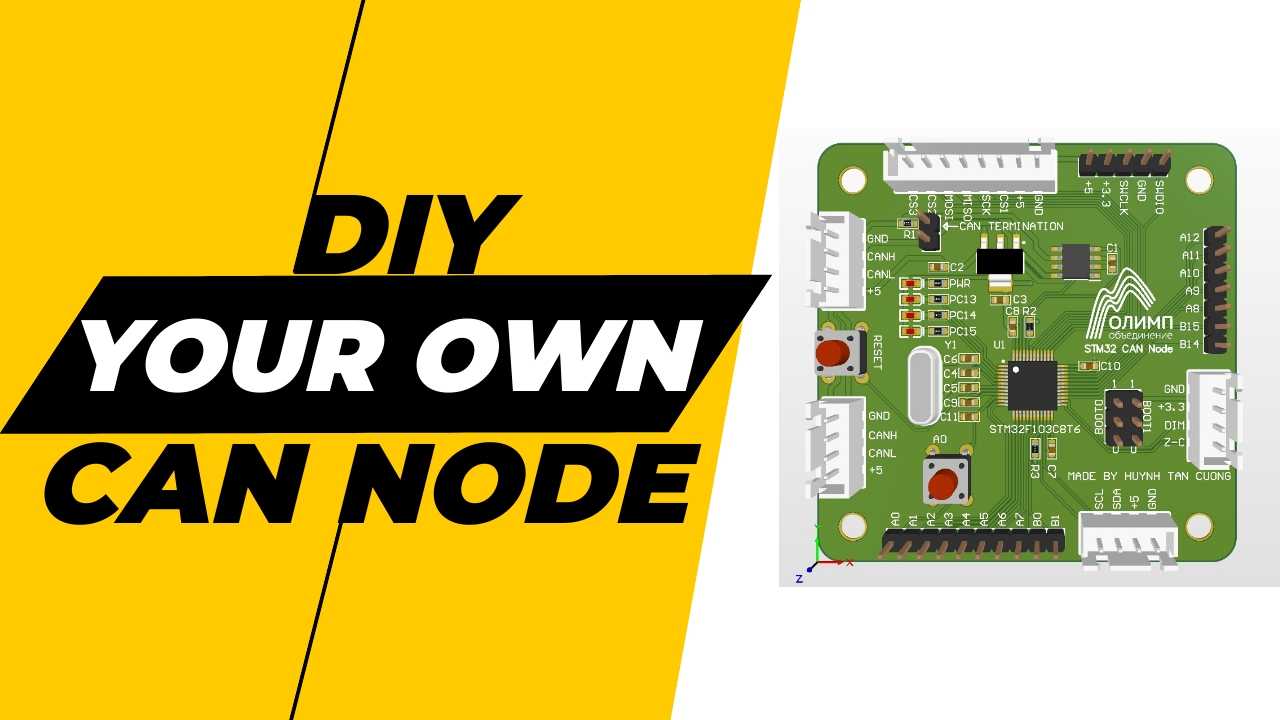 DIY
YOUR OWN
CAN NODE
CS3
CS2
MOSI
MISO
SCK
CS1
+5
GND
+5
+3.3
SWCLK
GND
SWDIO
R1
CAN TERMINATION
GND
CANH
CANL
+5
C2
C1
PWR
PC13
PC14
PC15
C3
C8 R2
A12
A11
A10
A9
A8
B15
B14
ОЛИМП
объединение
STM32 CAN Node
RESET
Y1
U1
C6
C4
C5
C9
C11
C10
STM32F103C8T6
1 1
BOOT0
BOOT1
GND
+3.3
DIM
Z-C
GND
CANH
CANL
+5
A0
R3
C7
MADE BY HUYNH TAN CUONG
SCL
SDA
+5
GND
A0
A1
A2
A3
A4
A5
A6
A7
B0
B1
X
Z